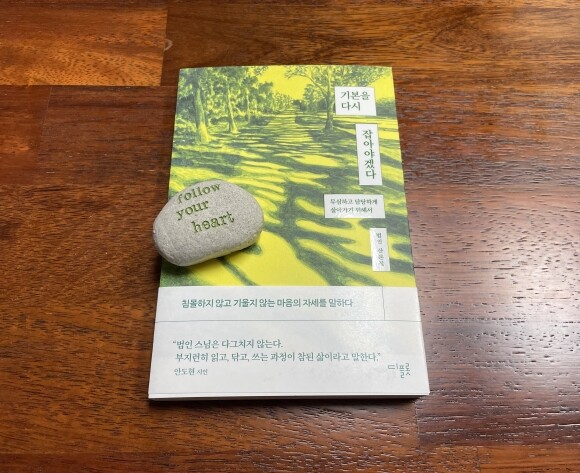 기본을
다시
잡아야겠다
무심하고 담담하게
살아가기 위해서
법인 산문집
follow
your
heart
침몰하지 않고 기울지 않는 마음의 자세를 말하다
“법인 스님은 다그치지 않는다.
부지런히 읽고, 닦고, 쓰는 과정이 참된 삶이라고 말한다.”
안도현 시인
디플롯